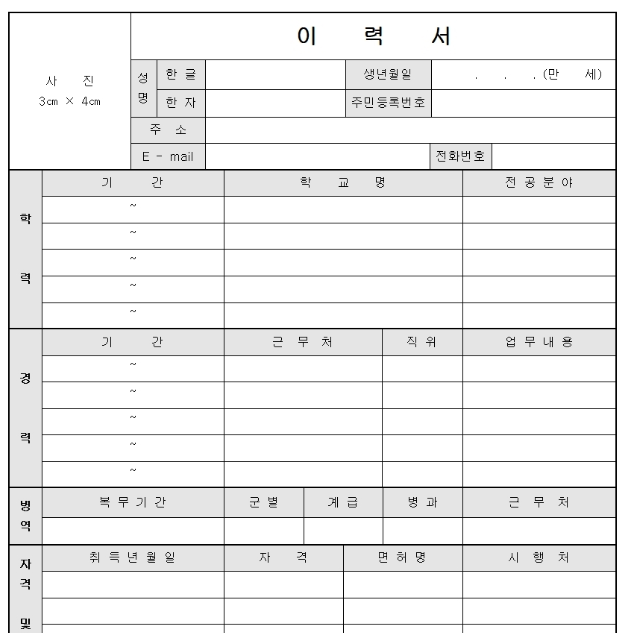 이 력 서
사 진
3㎝ × 4㎝
성 명 한 글 생년월일 . . . (만 세)
한 자 주민등록번호
주 소
E - mail 전화번호
학 력
기 간 학 교 명 전 공 분 야
~
~
~
~
~
경 력
기 간 근 무 처 직 위 업 무 내 용
~
~
~
~
~
병 역
복 무 기 간 군 별 계 급 병 과 근 무 처
자 격 및
취 득 년 월 일 자 격 면 허 명 시 행 처